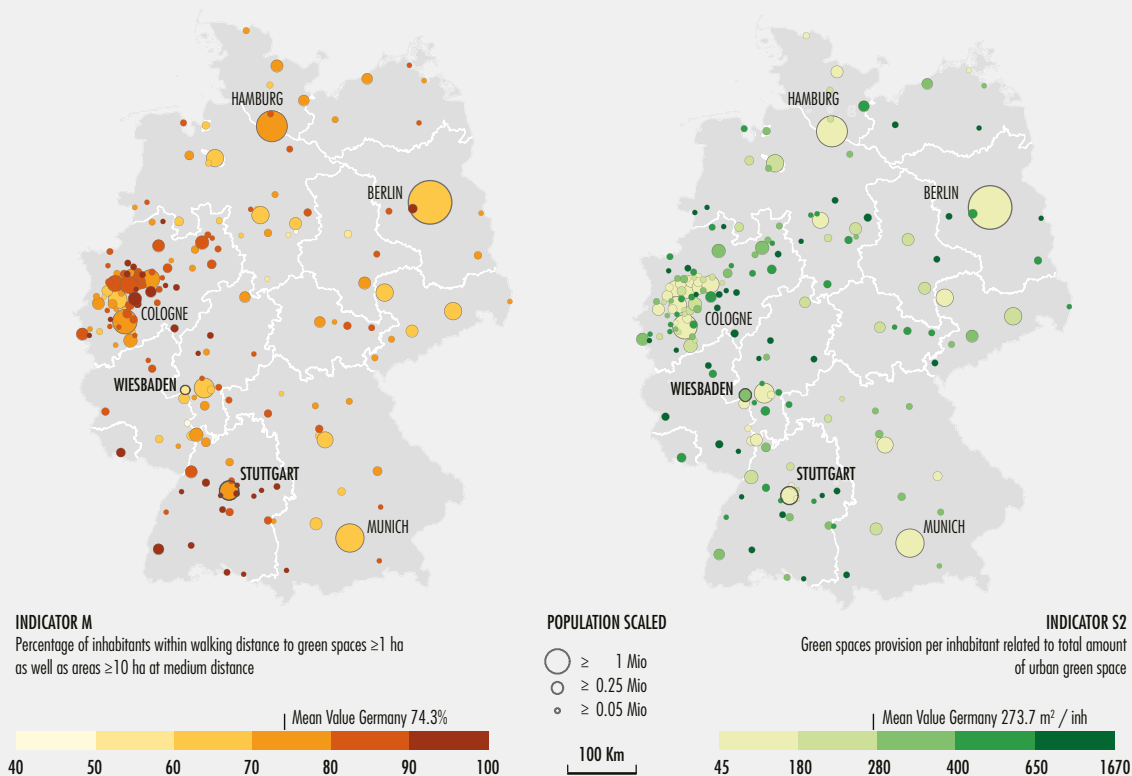 HAMBURG
BERLIN
COLOGNE
WIESBADEN
STUTTGART
MUNICH
HAMBURG
BERLIN
COLOGNE
WIESBADEN
STUTTGART
MUNICH
INDICATOR M
Percentage of inhabitants within walking distance to green spaces ≥1 ha
as well as areas ≥10 ha at medium distance
Mean Value Germany 74.3%
40 50 60 70 80 90 100
POPULATION SCALED
≥ 1 Mio
≥ 0.25 Mio
≥ 0.05 Mio
100 Km
INDICATOR S2
Green spaces provision per inhabitant related to total amount
of urban green space
Mean Value Germany 273.7 m² / inh
45 180 280 400 650 1670